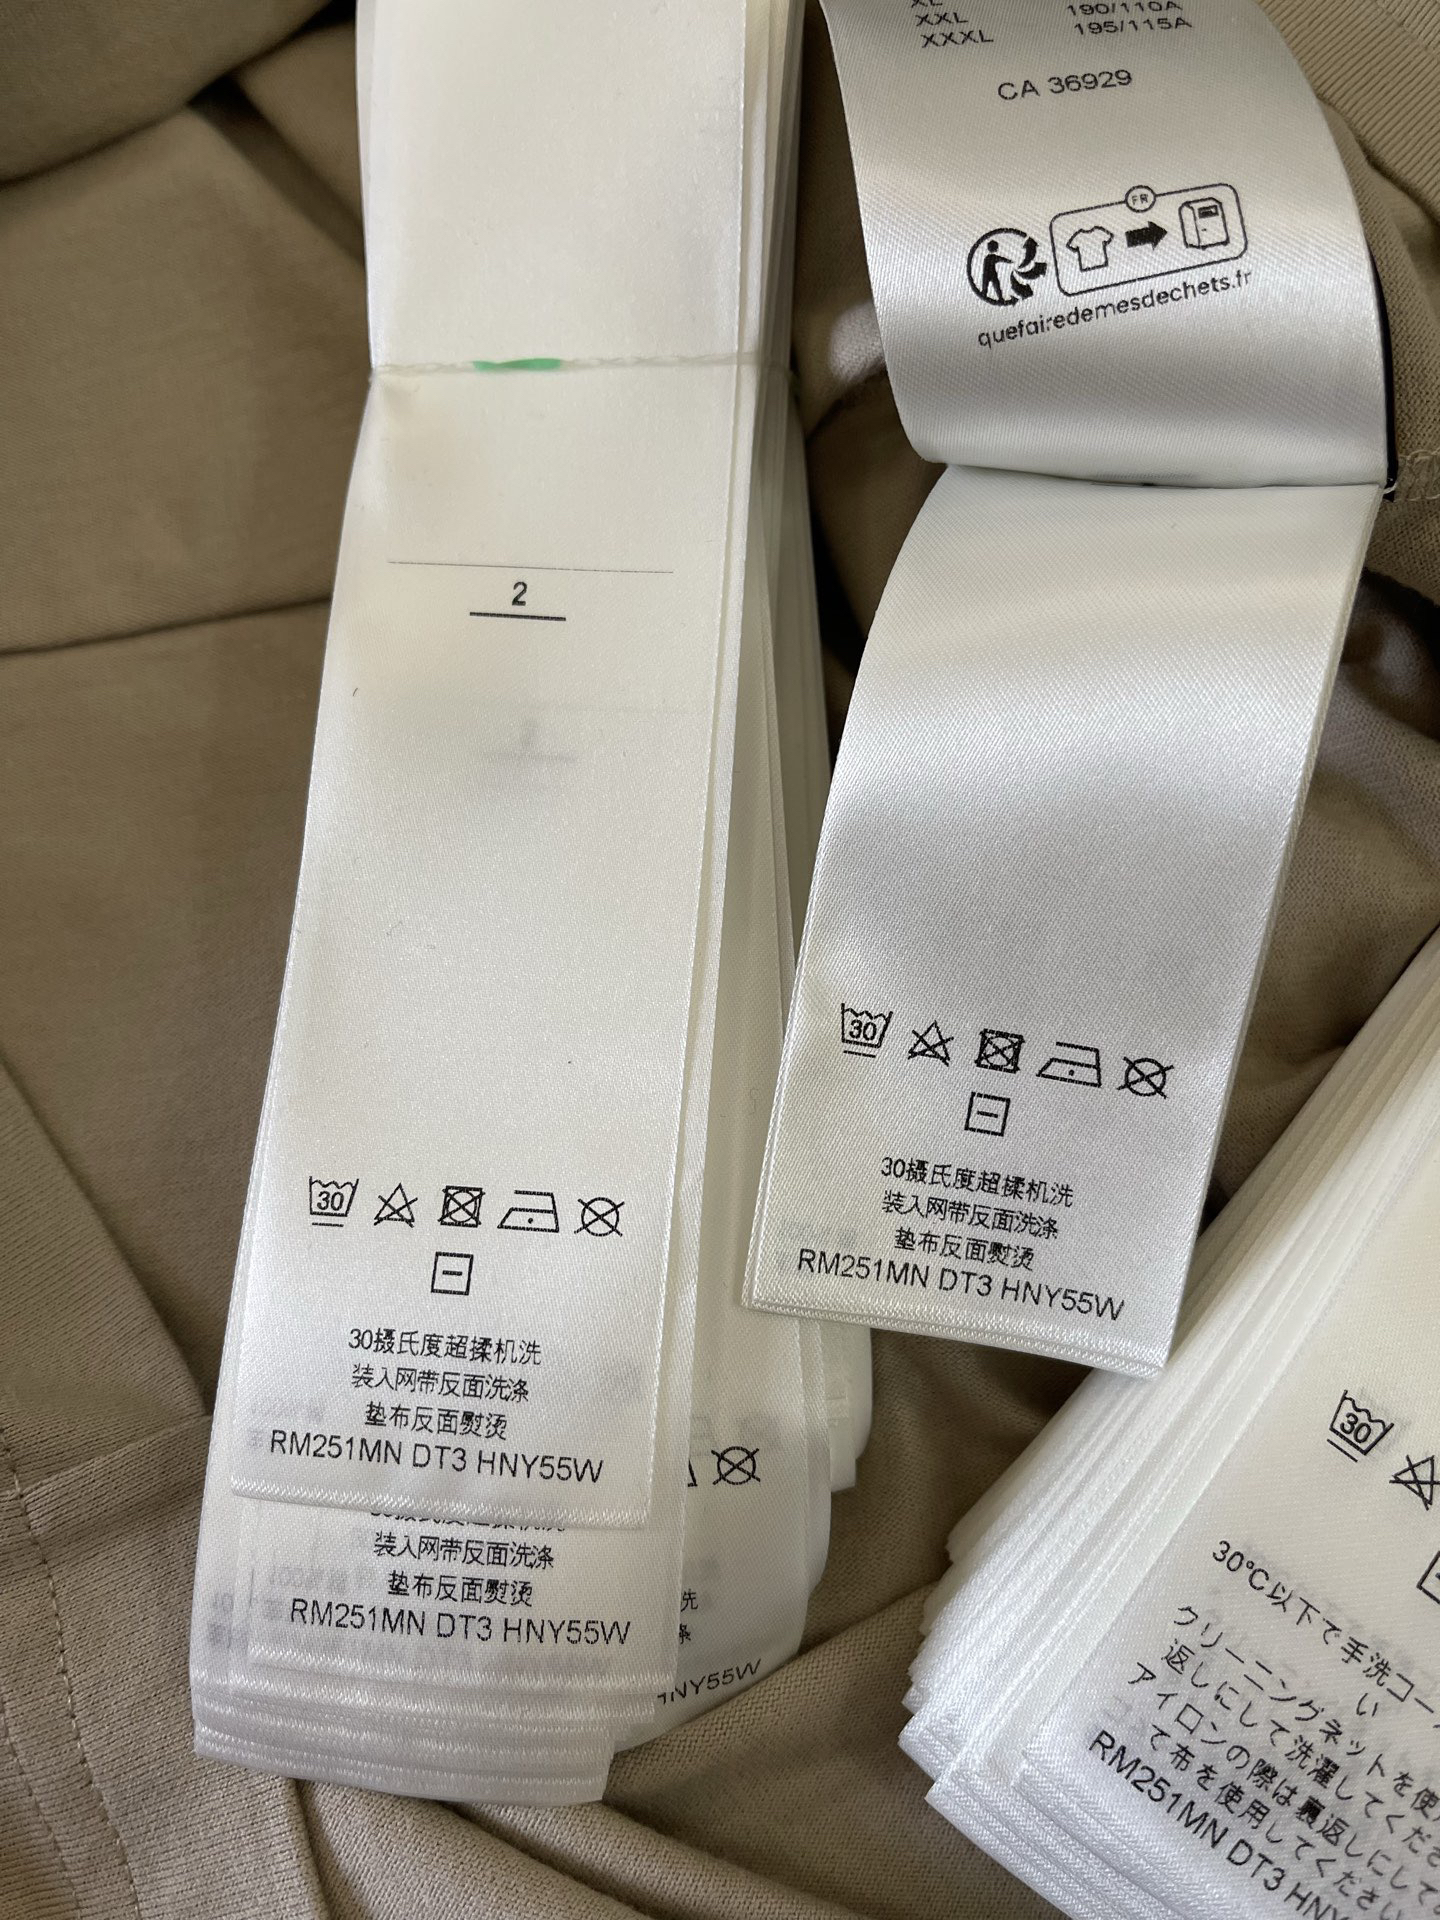 XXL 190/110A
XXXL 195/115A
CA 36929
FR
quefairedemesdechets.fr
2
30
30摄氏度超揉机洗
装入网带反面洗涤
垫布反面熨烫
RM251MN DT3 HNY55W
装入网带反面洗涤
垫布反面熨烫
RM251MN DT3 HNY55W
洗
涤
HNY55W
30
30摄氏度超揉机洗
装入网带反面洗涤
垫布反面熨烫
RM251MN DT3 HNY55W
30
30℃以下で手洗コー
い
クリーニングネットを使
返しにして洗濯してくださ
アイロンの際は裏返しにして
て布を使用してください
RM251MN DT3 HNY